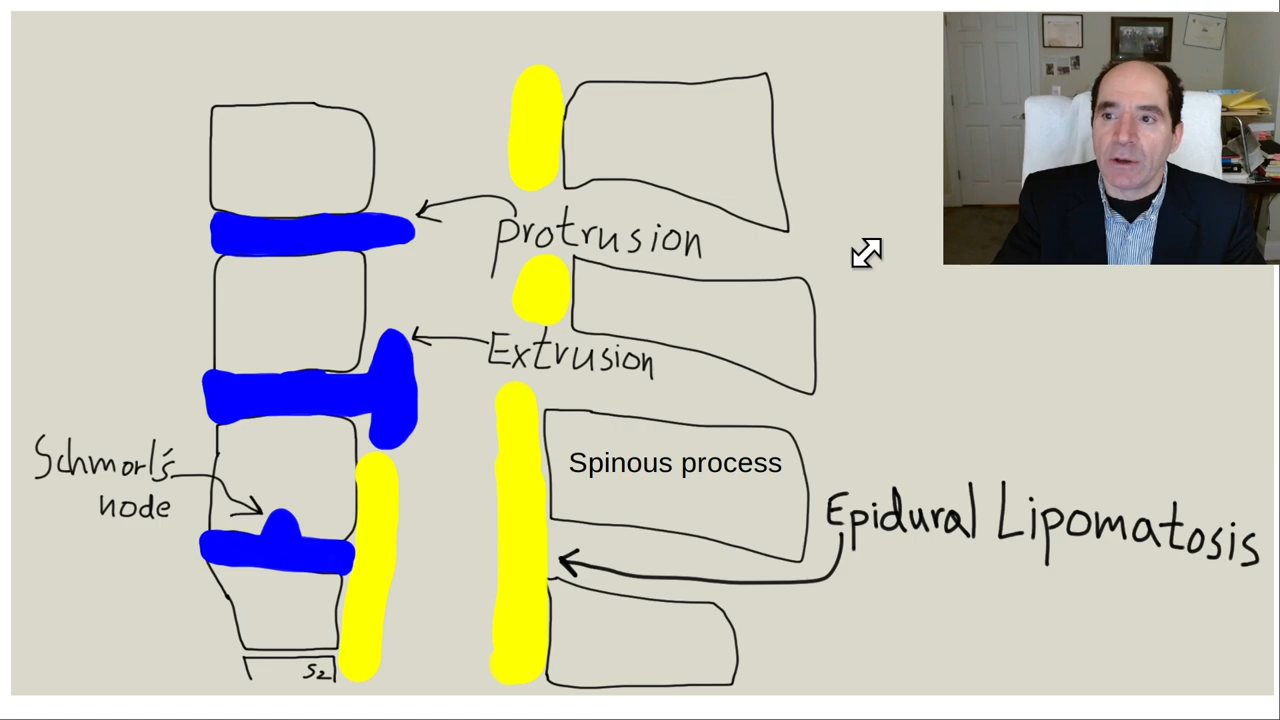 Protrusion
Extrusion
Schmorl's
node
Spinous process
Epidural Lipomatosis
S2